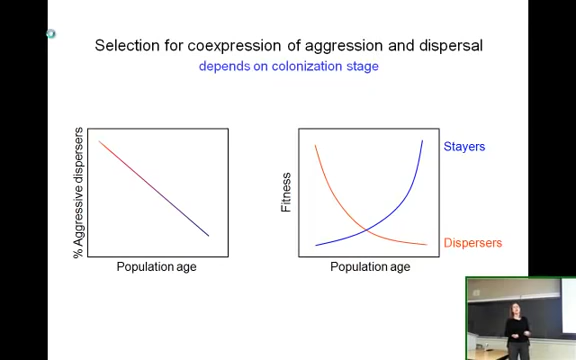 Selection for coexpression of aggression and dispersal
depends on colonization stage
% Aggressive dispersers
Population age
Fitness
Stayers
Dispersers
Population age